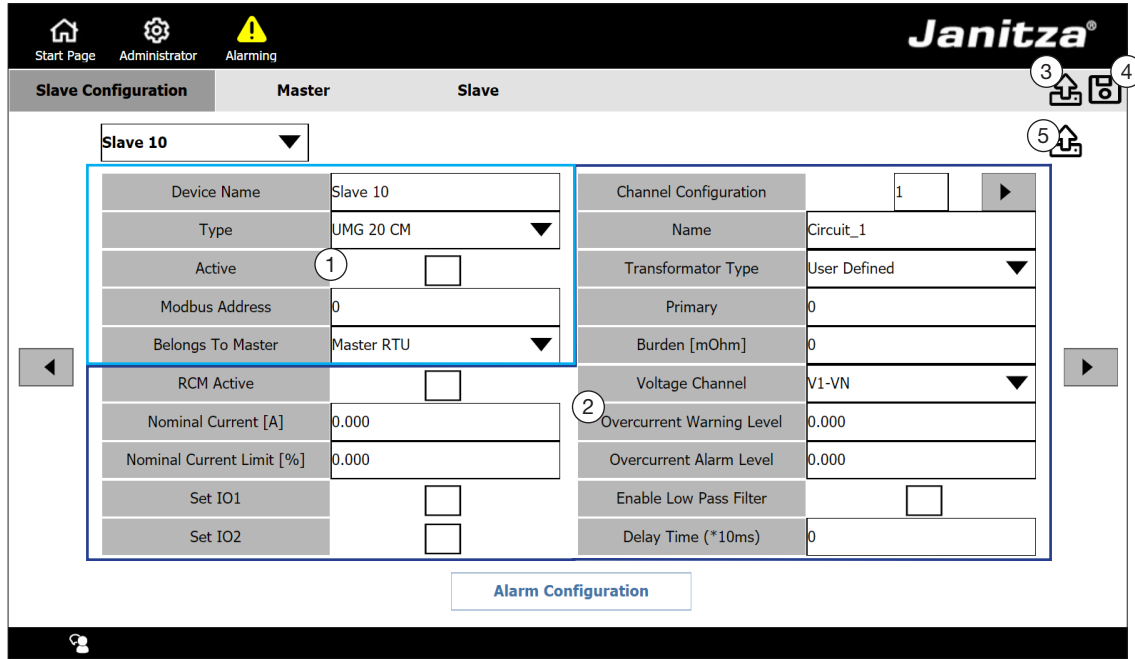 Start Page
Administrator
Alarming
Janitza®
Slave Configuration
Master
Slave
3
4
Slave 10
5
Device Name
Slave 10
Type
UMG 20 CM
Active
1
Modbus Address
0
Belongs To Master
Master RTU
RCM Active
Nominal Current [A]
0.000
Nominal Current Limit [%]
0.000
Set IO1
Set IO2
2
Channel Configuration
1
Name
Circuit_1
Transformator Type
User Defined
Primary
0
Burden [mOhm]
0
Voltage Channel
V1-VN
Overcurrent Warning Level
0.000
Overcurrent Alarm Level
0.000
Enable Low Pass Filter
Delay Time (*10ms)
0
Alarm Configuration